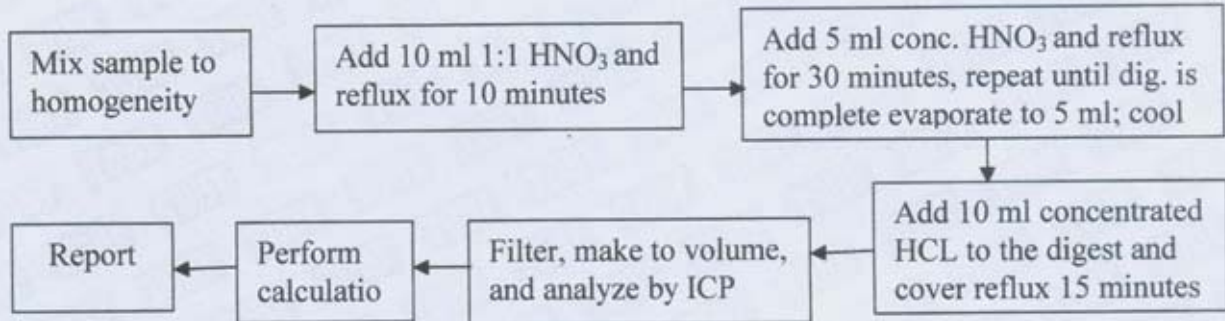 Mix sample to
homogeneity
Add 10 ml 1:1 HNO₃ and
reflux for 10 minutes
Add 5 ml conc. HNO₃ and reflux
for 30 minutes, repeat until dig. is
complete evaporate to 5 ml; cool
Add 10 ml concentrated
HCL to the digest and
cover reflux 15 minutes
Filter, make to volume,
and analyze by ICP
Perform
calculatio
Report